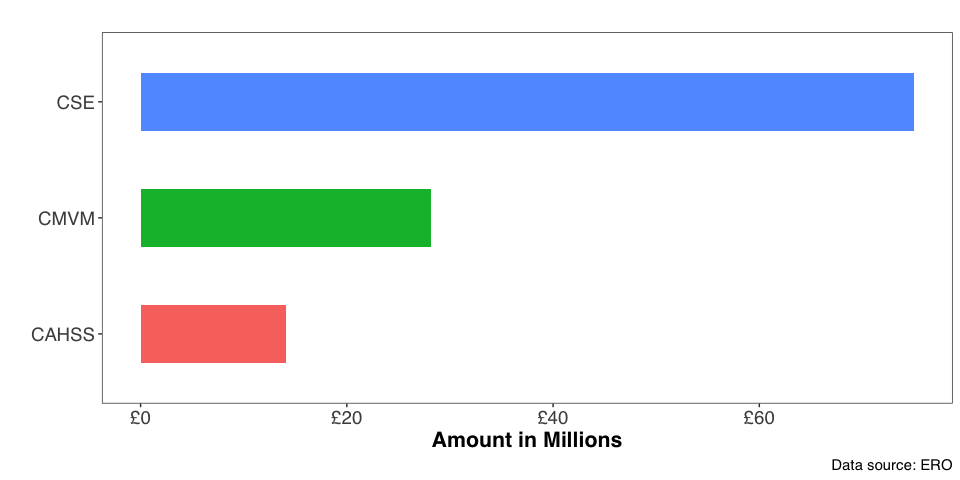 CSE
CMVM
CAHSS
£0 £20 £40 £60
Amount in Millions
Data source: ERO